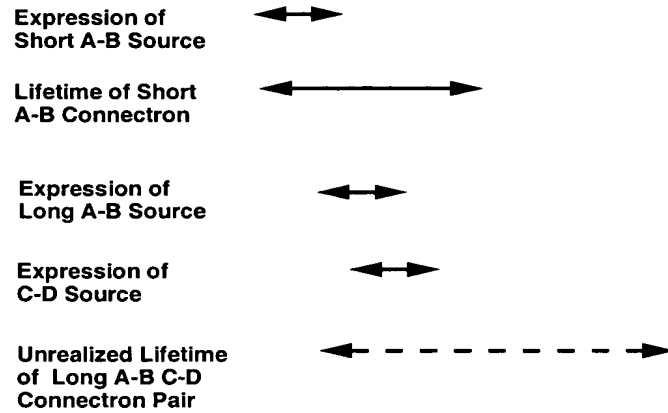 Expression of
Short A-B Source
Lifetime of Short
A-B Connectron
Expression of
Long A-B Source
Expression of
C-D Source
Unrealized Lifetime
of Long A-B C-D
Connectron Pair